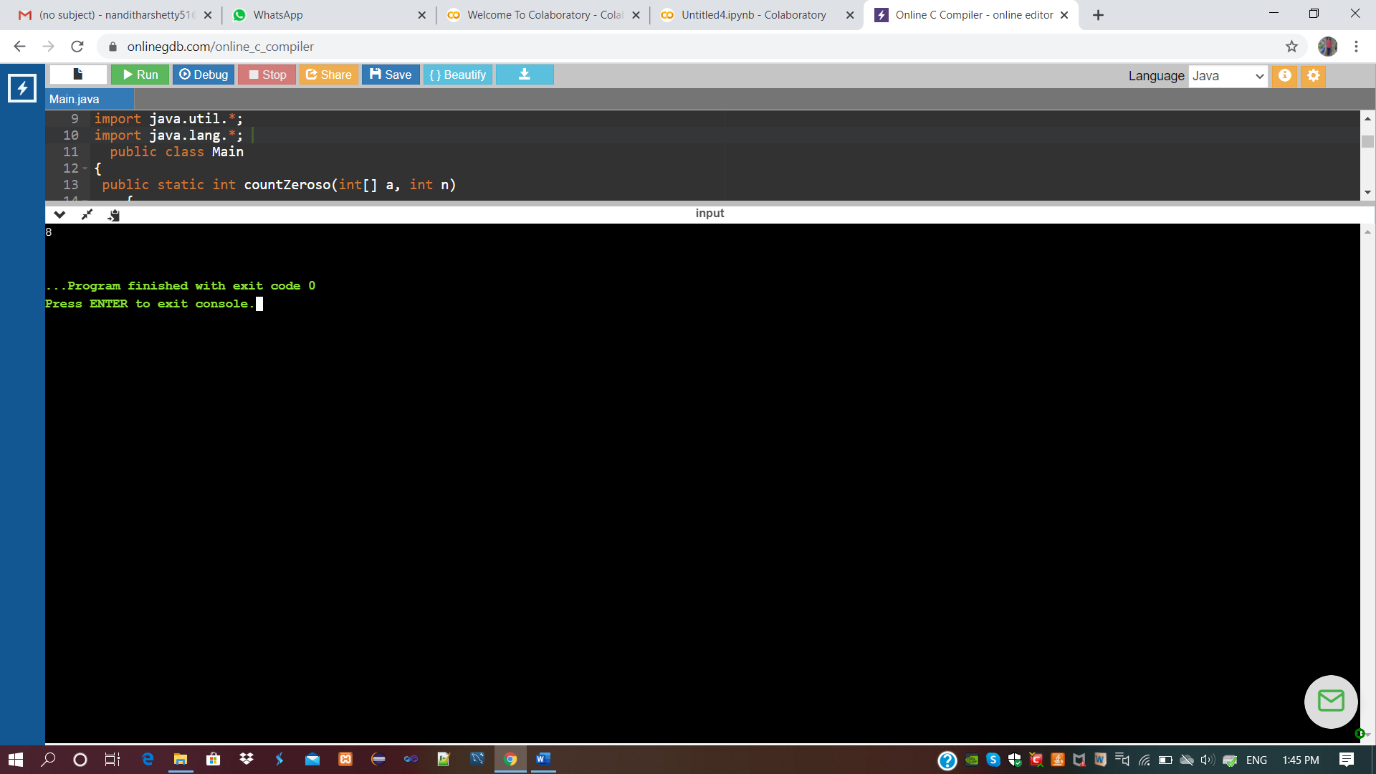 (no subject) - nanditharshetty516
WhatsApp
Welcome To Colaboratory - Colal
Untitled4.ipynb - Colaboratory
Online C Compiler - online editor
onlinegdb.com/online_c_compiler
Run
Debug
Stop
Share
Save
{ } Beautify
Language Java
Main.java
9 import java.util.*;
10 import java.lang.*;
11 public class Main
12 {
13 public static int countZeroso(int[] a, int n)
14 {
input
8
...Program finished with exit code 0
Press ENTER to exit console.
ENG 1:45 PM